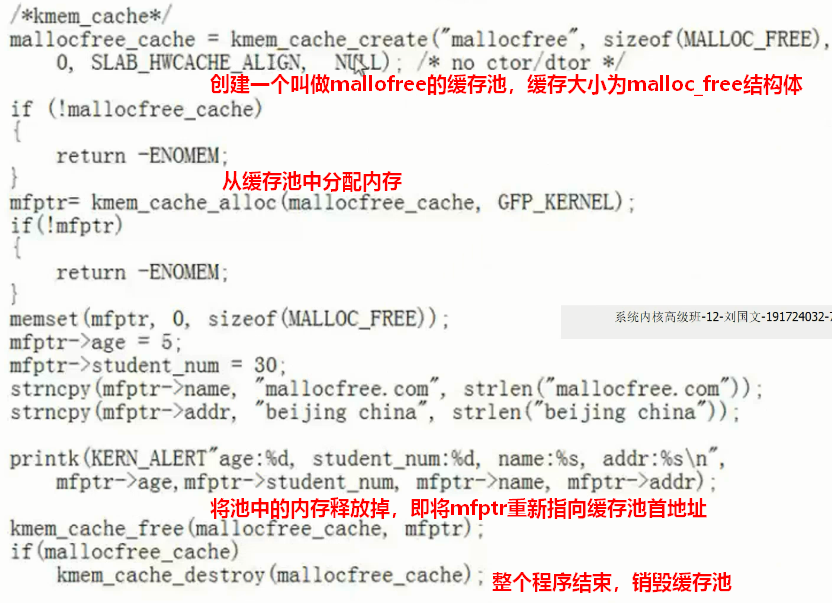 /*kmem_cache*/
mallocfree_cache = kmem_cache_create("mallocfree", sizeof(MALLOC_FREE),
    0, SLAB_HWCACHE_ALIGN,  NULL); /* no ctor/dtor */
创建一个叫做mallofree的缓存池，缓存大小为malloc_free结构体
if (!mallocfree_cache)
{
    return -ENOMEM;
}
从缓存池中分配内存
mfptr= kmem_cache_alloc(mallocfree_cache, GFP_KERNEL);
if(!mfptr)
{
    return -ENOMEM;
}
memset(mfptr, 0, sizeof(MALLOC_FREE));
系统内核高级班-12-刘国文-191724032-7
mfptr->age = 5;
mfptr->student_num = 30;
strncpy(mfptr->name, "mallocfree.com", strlen("mallocfree.com"));
strncpy(mfptr->addr, "beijing china", strlen("beijing china"));
printk(KERN_ALERT"age:%d, student_num:%d, name:%s, addr:%s\n",
    mfptr->age,mfptr->student_num, mfptr->name, mfptr->addr);
将池中的内存释放掉，即将mfptr重新指向缓存池首地址
kmem_cache_free(mallocfree_cache, mfptr);
if(mallocfree_cache)
    kmem_cache_destroy(mallocfree_cache); 整个程序结束，销毁缓存池